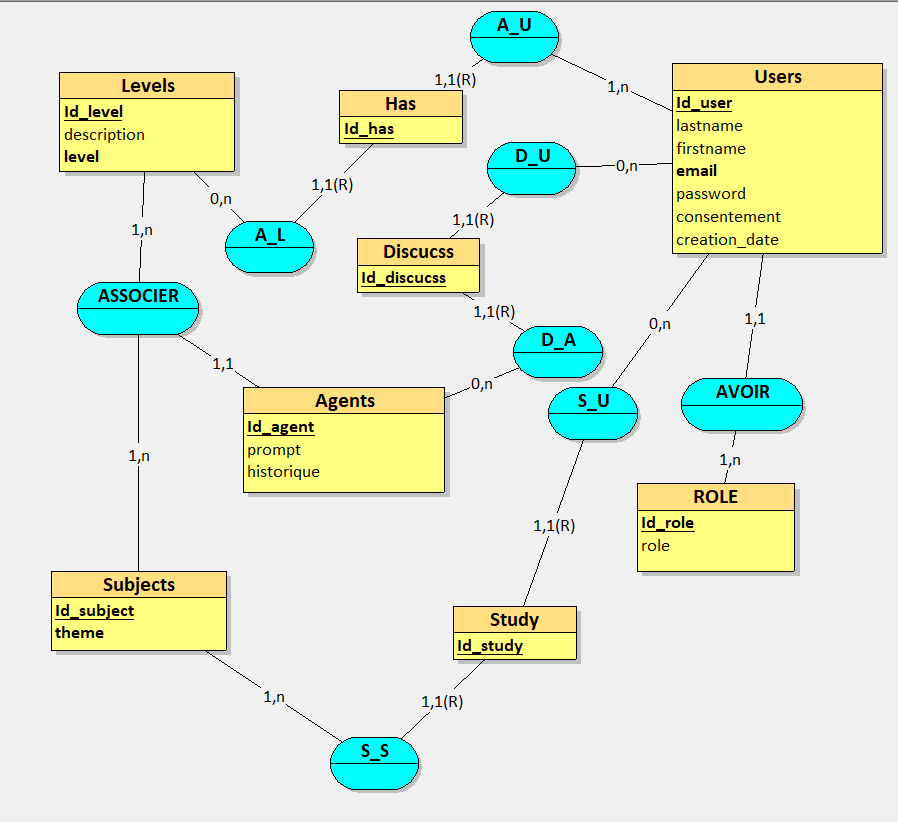 A_U
1,1(R)
1,n
Levels
Id_level
description
level
Has
Id_has
Users
Id_user
lastname
firstname
email
password
consentement
creation_date
D_U
0,n
1,1(R)
0,n
1,1(R)
A_L
1,n
Discucss
Id_discucss
ASSOCIER
1,1(R)
D_A
0,n
1,1
1,1
0,n
Agents
Id_agent
prompt
historique
S_U
AVOIR
1,n
1,n
ROLE
Id_role
role
1,1(R)
Subjects
Id_subject
theme
Study
Id_study
1,n
1,1(R)
S_S